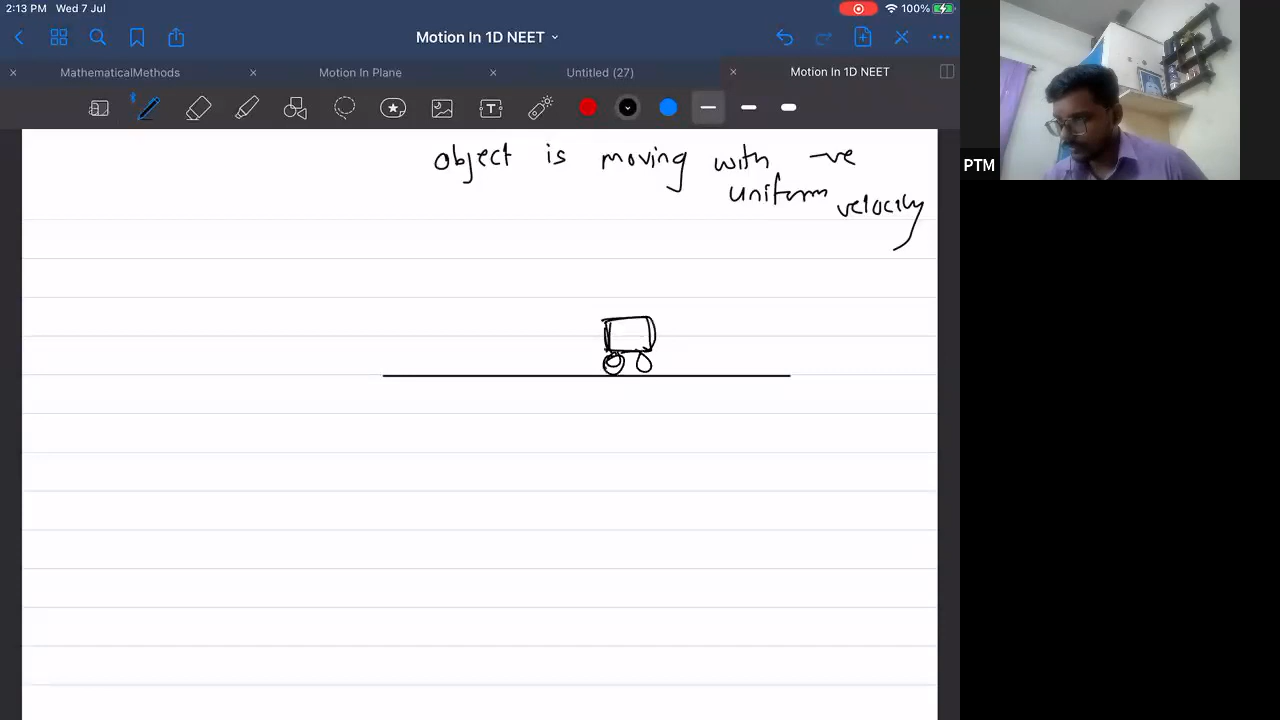 2:13 PM Wed 7 Jul
100%
Motion In 1D NEET
MathematicalMethods
Motion In Plane
Untitled (27)
Motion In 1D NEET
PTM
object is moving with -ve
uniform velocity